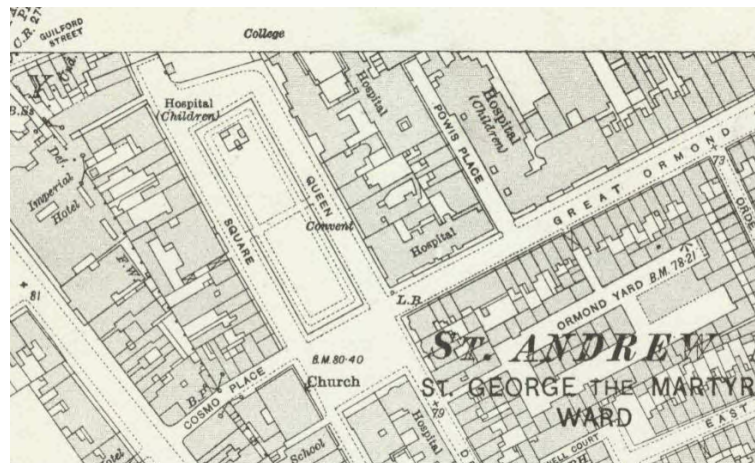 GUILFORD
STREET
C.R.
College
Hospital
(Children)
Hospital
POWIS PLACE
Hospital
(Children)
B.Ss
Imperial
Hotel
QUEEN
SQUARE
Convent
Hospital
GREAT ORMOND
73
F.W.
81
L.B.
ORMOND YARD
B.M. 78·21
B.M. 80·40
ST. ANDREW
Church
ST. GEORGE THE MARTYR
WARD
COSMO PLACE
79
Hospital
School
EAST